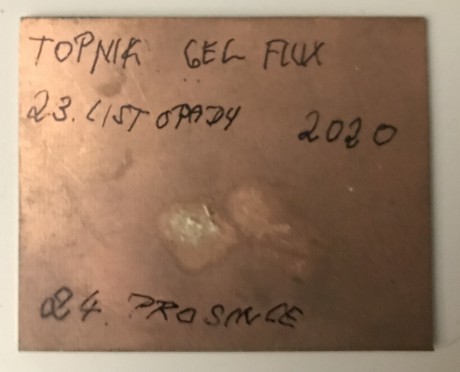 TOPNIK GEL FLUX
23. LISTOPADY 2020
24. PROSINCE